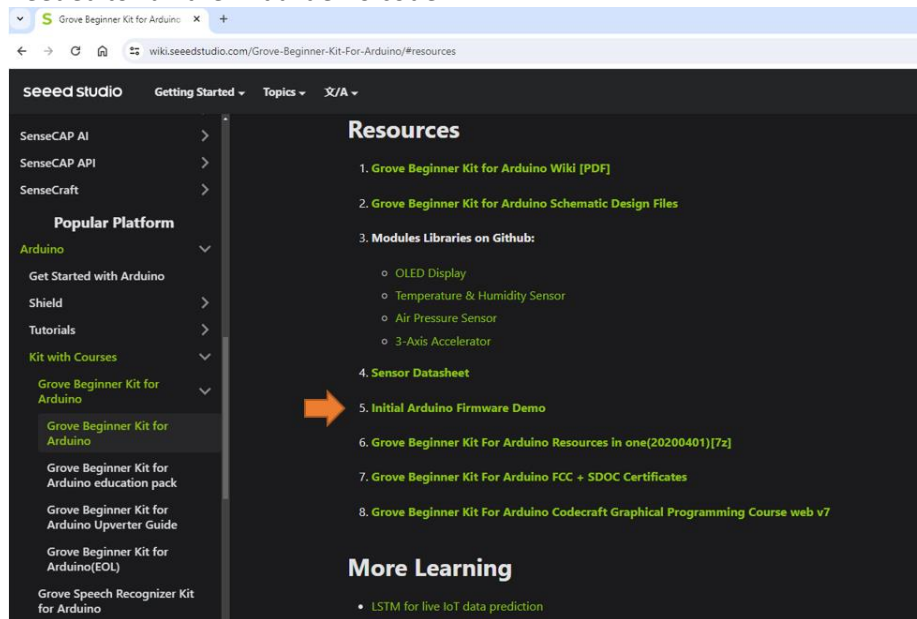 Grove Beginner Kit for Arduino
wiki.seeedstudio.com/Grove-Beginner-Kit-For-Arduino/#resources
seeed studio
Getting Started
Topics
文/A
SenseCAP AI
SenseCAP API
SenseCraft
Popular Platform
Arduino
Get Started with Arduino
Shield
Tutorials
Kit with Courses
Grove Beginner Kit for
Arduino
Grove Beginner Kit for
Arduino
Grove Beginner Kit for
Arduino education pack
Grove Beginner Kit for
Arduino Upverter Guide
Grove Beginner Kit for
Arduino(EOL)
Grove Speech Recognizer Kit
for Arduino
Resources
1. Grove Beginner Kit for Arduino Wiki [PDF]
2. Grove Beginner Kit for Arduino Schematic Design Files
3. Modules Libraries on Github:
OLED Display
Temperature & Humidity Sensor
Air Pressure Sensor
3-Axis Accelerator
4. Sensor Datasheet
5. Initial Arduino Firmware Demo
6. Grove Beginner Kit For Arduino Resources in one(20200401)[7z]
7. Grove Beginner Kit For Arduino FCC + SDOC Certificates
8. Grove Beginner Kit For Arduino Codecraft Graphical Programming Course web v7
More Learning
LSTM for live IoT data prediction